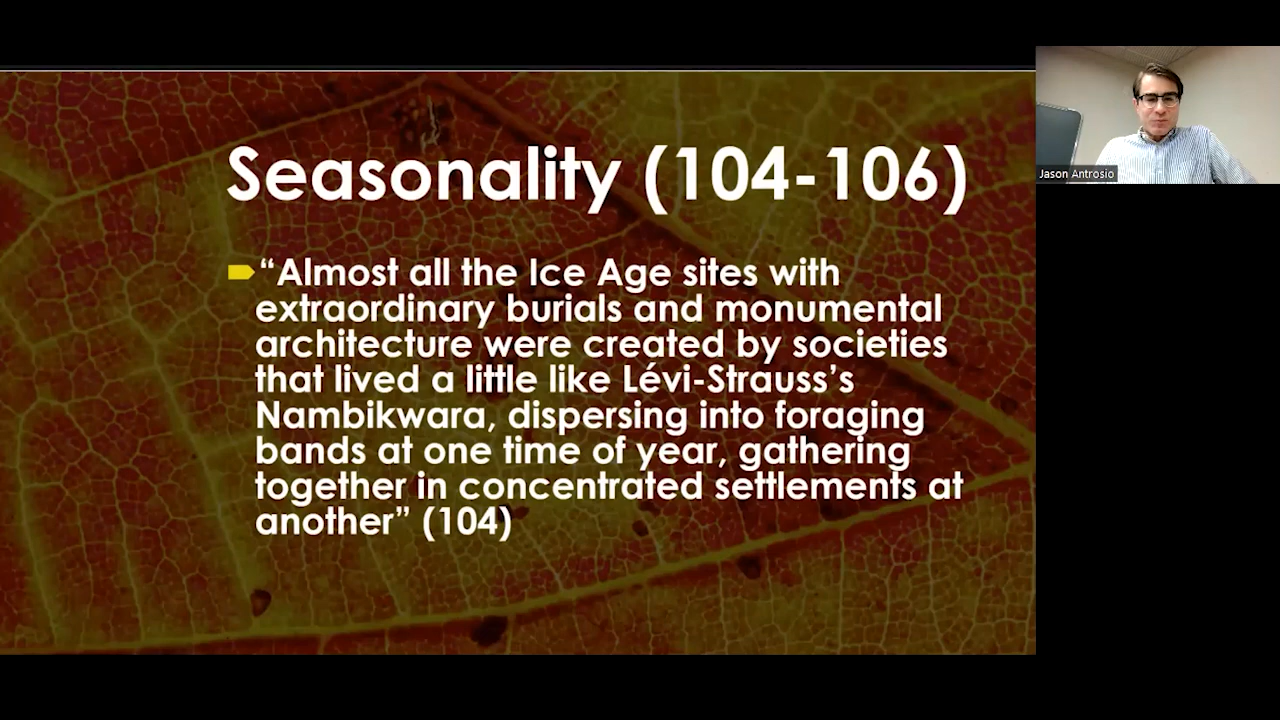 Seasonality (104-106)
“Almost all the Ice Age sites with
extraordinary burials and monumental
architecture were created by societies
that lived a little like Lévi-Strauss’s
Nambikwara, dispersing into foraging
bands at one time of year, gathering
together in concentrated settlements at
another” (104)
Jason Antrosio